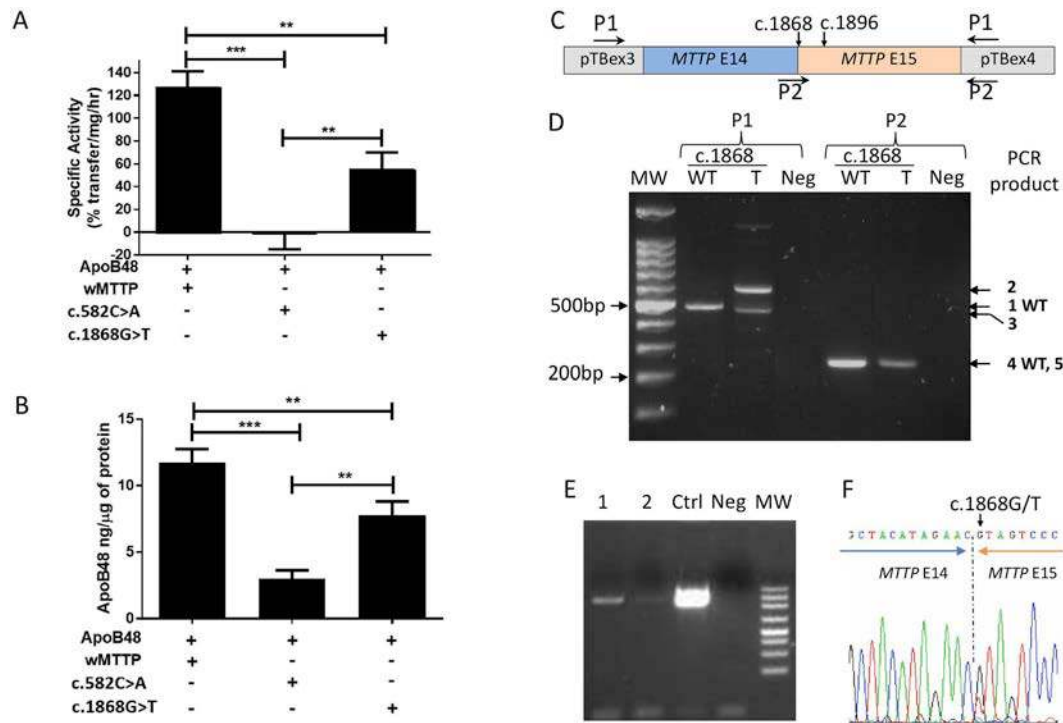 A
**
***
**
Specific Activity
(% transfer/mg/hr)
140
120
100
80
60
40
20
0
-20
ApoB48 + + +
wMTTP + - -
c.582C>A - + -
c.1868G>T - - +
B
**
***
**
ApoB48 ng/µg of protein
15
10
5
0
ApoB48 + + +
wMTTP + - -
c.582C>A - + -
c.1868G>T - - +
C
P1 c.1868 c.1896 P1
pTBex3 MTTP E14 MTTP E15 pTBex4
P2 P2
D
P1 P2
c.1868 c.1868
MW WT T Neg WT T Neg
PCR
product
500bp
200bp
2
1 WT
3
4 WT, 5
E
1 2 Ctrl Neg MW
F
c.1868G/T
GCTACATAGAAC GTAGTCCC
MTTP E14 MTTP E15